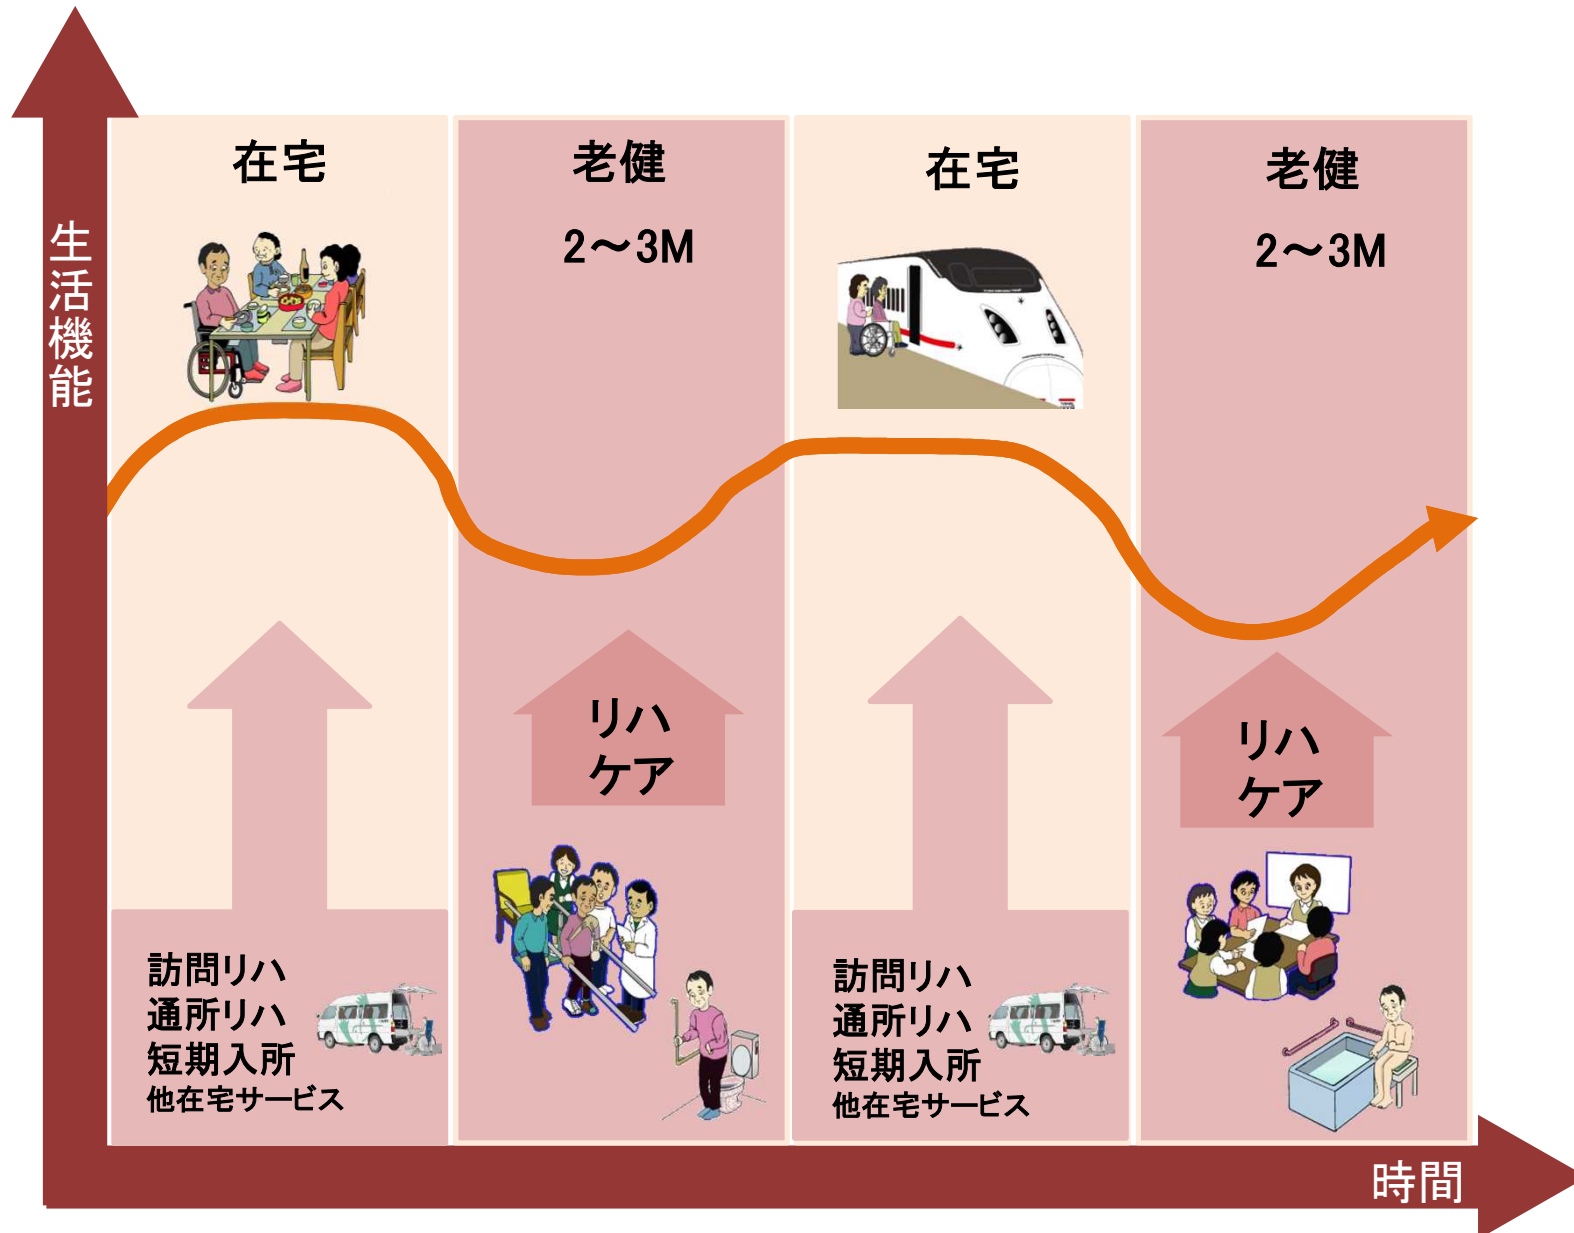 生活機能
在宅
訪問リハ
通所リハ
短期入所
他在宅サービス
老健
2～3M
リハ
ケア
在宅
訪問リハ
通所リハ
短期入所
他在宅サービス
老健
2～3M
リハ
ケア
時間